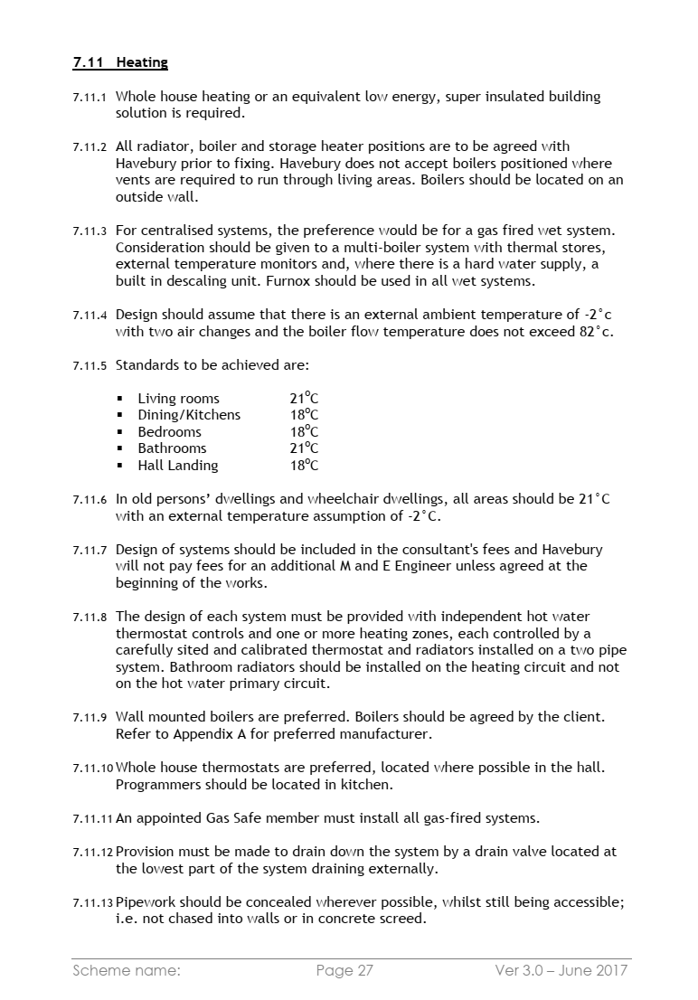 7.11 Heating
7.11.1 Whole house heating or an equivalent low energy, super insulated building
solution is required.
7.11.2 All radiator, boiler and storage heater positions are to be agreed with
Havebury prior to fixing. Havebury does not accept boilers positioned where
vents are required to run through living areas. Boilers should be located on an
outside wall.
7.11.3 For centralised systems, the preference would be for a gas fired wet system.
Consideration should be given to a multi-boiler system with thermal stores,
external temperature monitors and, where there is a hard water supply, a
built in descaling unit. Furnox should be used in all wet systems.
7.11.4 Design should assume that there is an external ambient temperature of -2°c
with two air changes and the boiler flow temperature does not exceed 82°c.
7.11.5 Standards to be achieved are:
▪ Living rooms 21°C
▪ Dining/Kitchens 18°C
▪ Bedrooms 18°C
▪ Bathrooms 21°C
▪ Hall Landing 18°C
7.11.6 In old persons’ dwellings and wheelchair dwellings, all areas should be 21°C
with an external temperature assumption of -2°C.
7.11.7 Design of systems should be included in the consultant's fees and Havebury
will not pay fees for an additional M and E Engineer unless agreed at the
beginning of the works.
7.11.8 The design of each system must be provided with independent hot water
thermostat controls and one or more heating zones, each controlled by a
carefully sited and calibrated thermostat and radiators installed on a two pipe
system. Bathroom radiators should be installed on the heating circuit and not
on the hot water primary circuit.
7.11.9 Wall mounted boilers are preferred. Boilers should be agreed by the client.
Refer to Appendix A for preferred manufacturer.
7.11.10 Whole house thermostats are preferred, located where possible in the hall.
Programmers should be located in kitchen.
7.11.11 An appointed Gas Safe member must install all gas-fired systems.
7.11.12 Provision must be made to drain down the system by a drain valve located at
the lowest part of the system draining externally.
7.11.13 Pipework should be concealed wherever possible, whilst still being accessible;
i.e. not chased into walls or in concrete screed.
Scheme name: Page 27 Ver 3.0 – June 2017